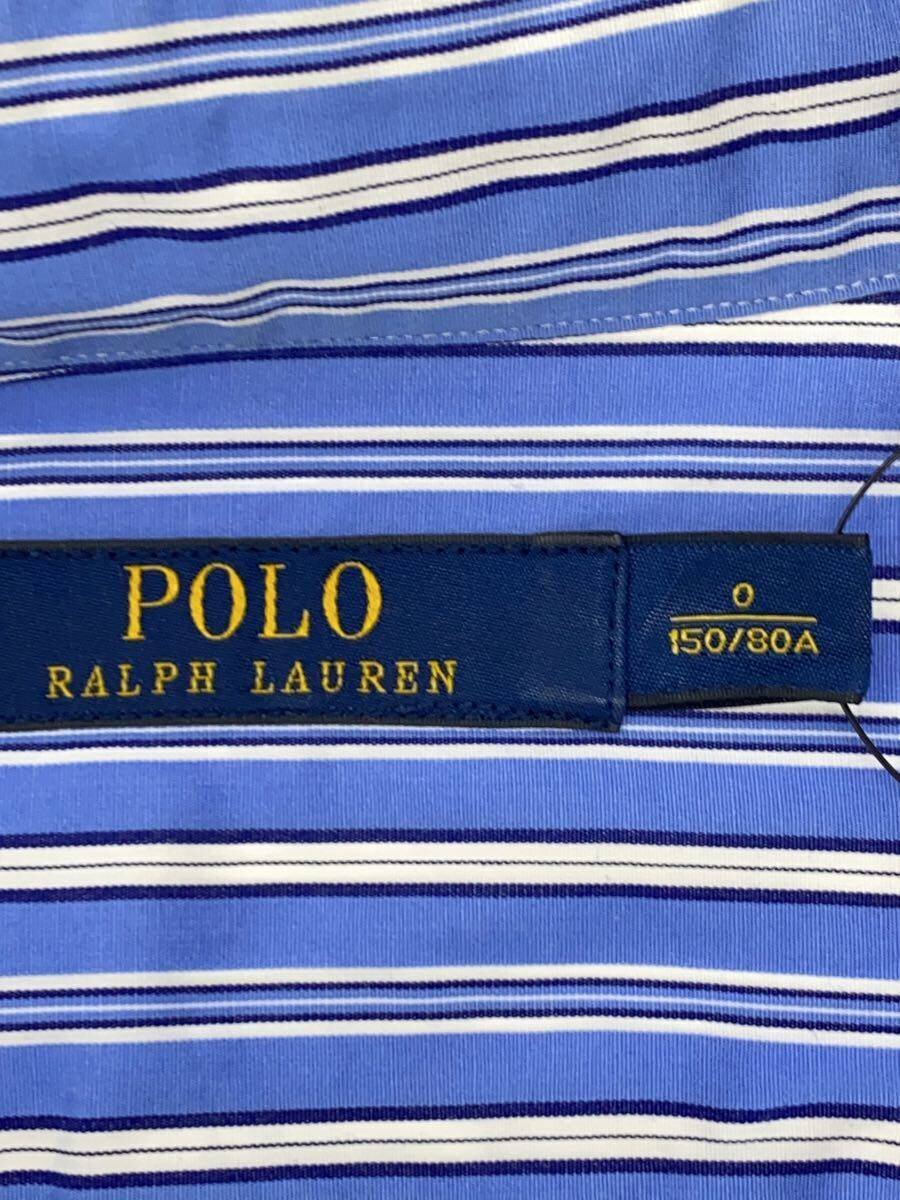 POLO
RALPH LAUREN
0
150/80A